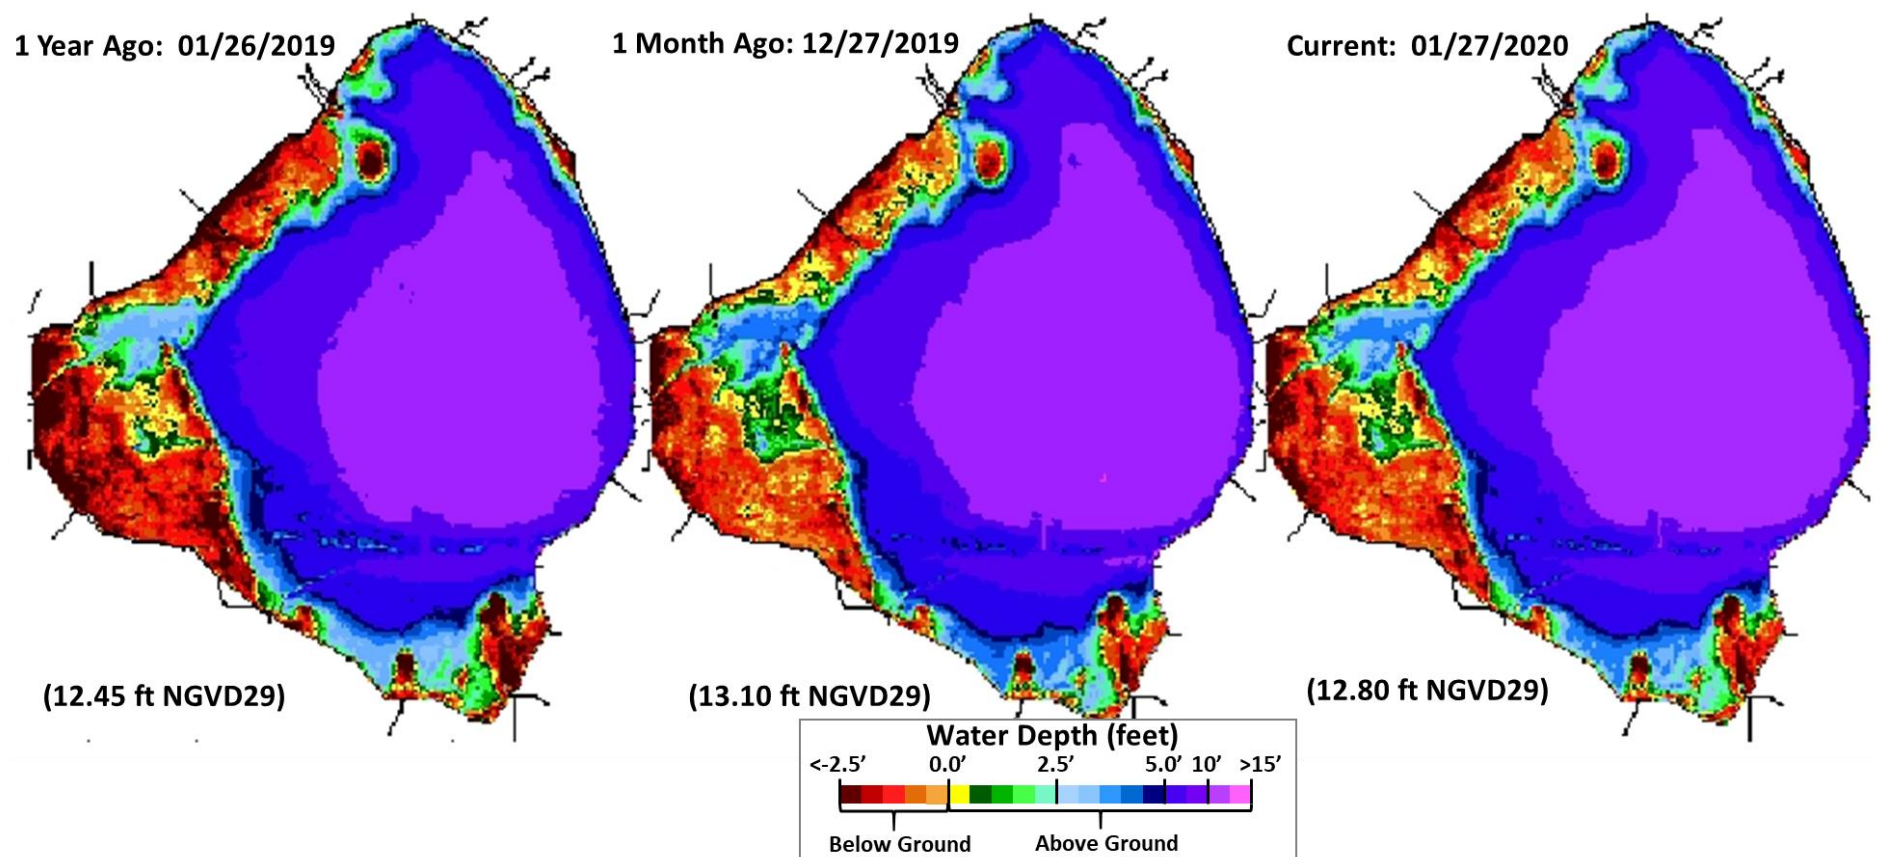 1 Year Ago: 01/26/2019
1 Month Ago: 12/27/2019
Current: 01/27/2020
(12.45 ft NGVD29)
(13.10 ft NGVD29)
(12.80 ft NGVD29)
Water Depth (feet)
<-2.5’ 0.0’ 2.5’ 5.0’ 10’ >15’
Below Ground Above Ground